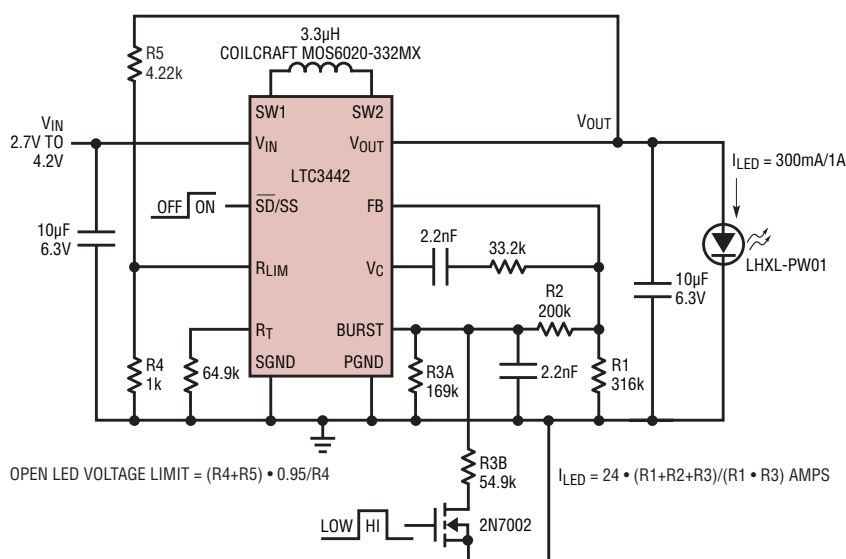 3.3µH
COILCRAFT MOS6020-332MX
R5
4.22k
SW1
SW2
VIN
2.7V TO
4.2V
VIN
VOUT
VOUT
LTC3442
ILED = 300mA/1A
OFF
ON
SD/SS
FB
10µF
6.3V
2.2nF
33.2k
LHXL-PW01
RLIM
VC
10µF
6.3V
R2
200k
RT
BURST
R4
1k
64.9k
SGND
PGND
R3A
169k
2.2nF
R1
316k
OPEN LED VOLTAGE LIMIT = (R4+R5) • 0.95/R4
R3B
54.9k
ILED = 24 • (R1+R2+R3)/(R1 • R3) AMPS
LOW
HI
2N7002